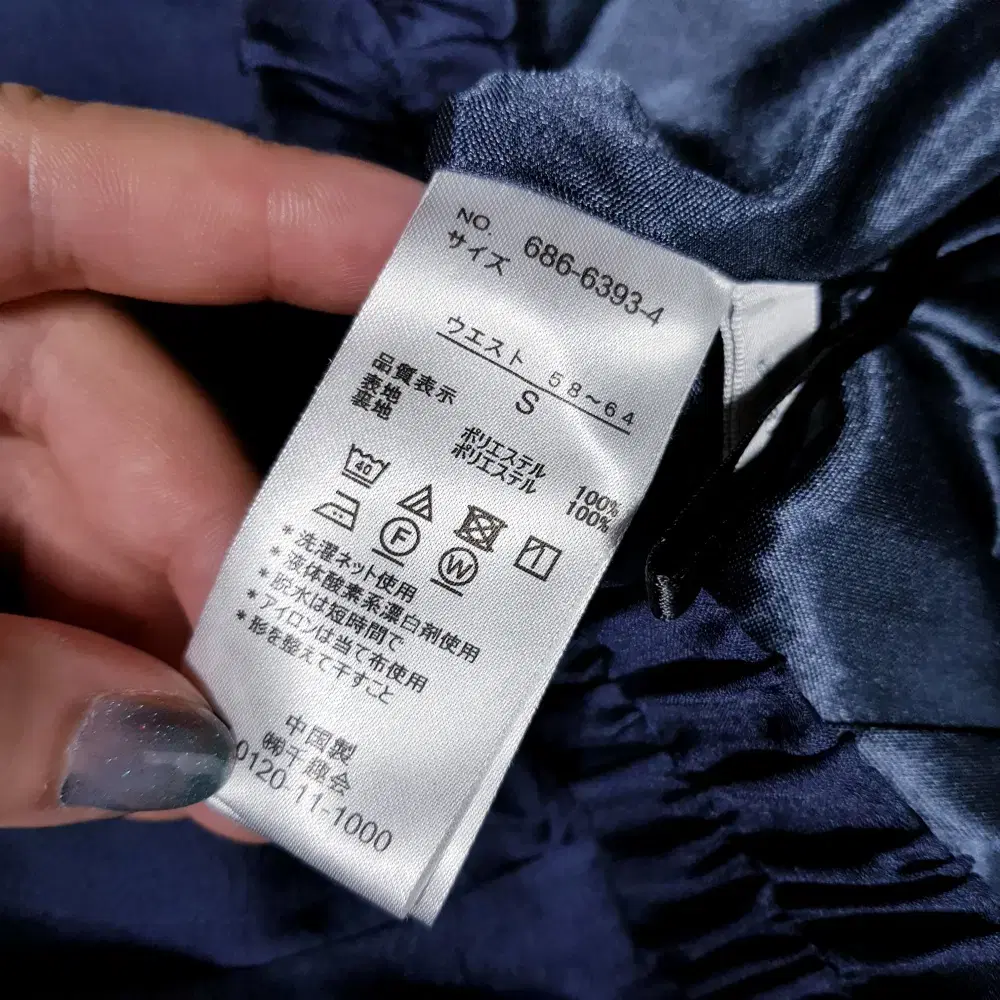 NO. 686-6393-4
サイズ
ウエスト 58~64
S
品質表示
表地 ポリエステル 100%
裏地 ポリエステル 100%
40
F W
*洗濯ネット使用
*液体酸素系漂白剤使用
*脱水は短時間で
*アイロンは当て布使用
*形を整えて干すこと
中国製
㈱千趣会
0120-11-1000